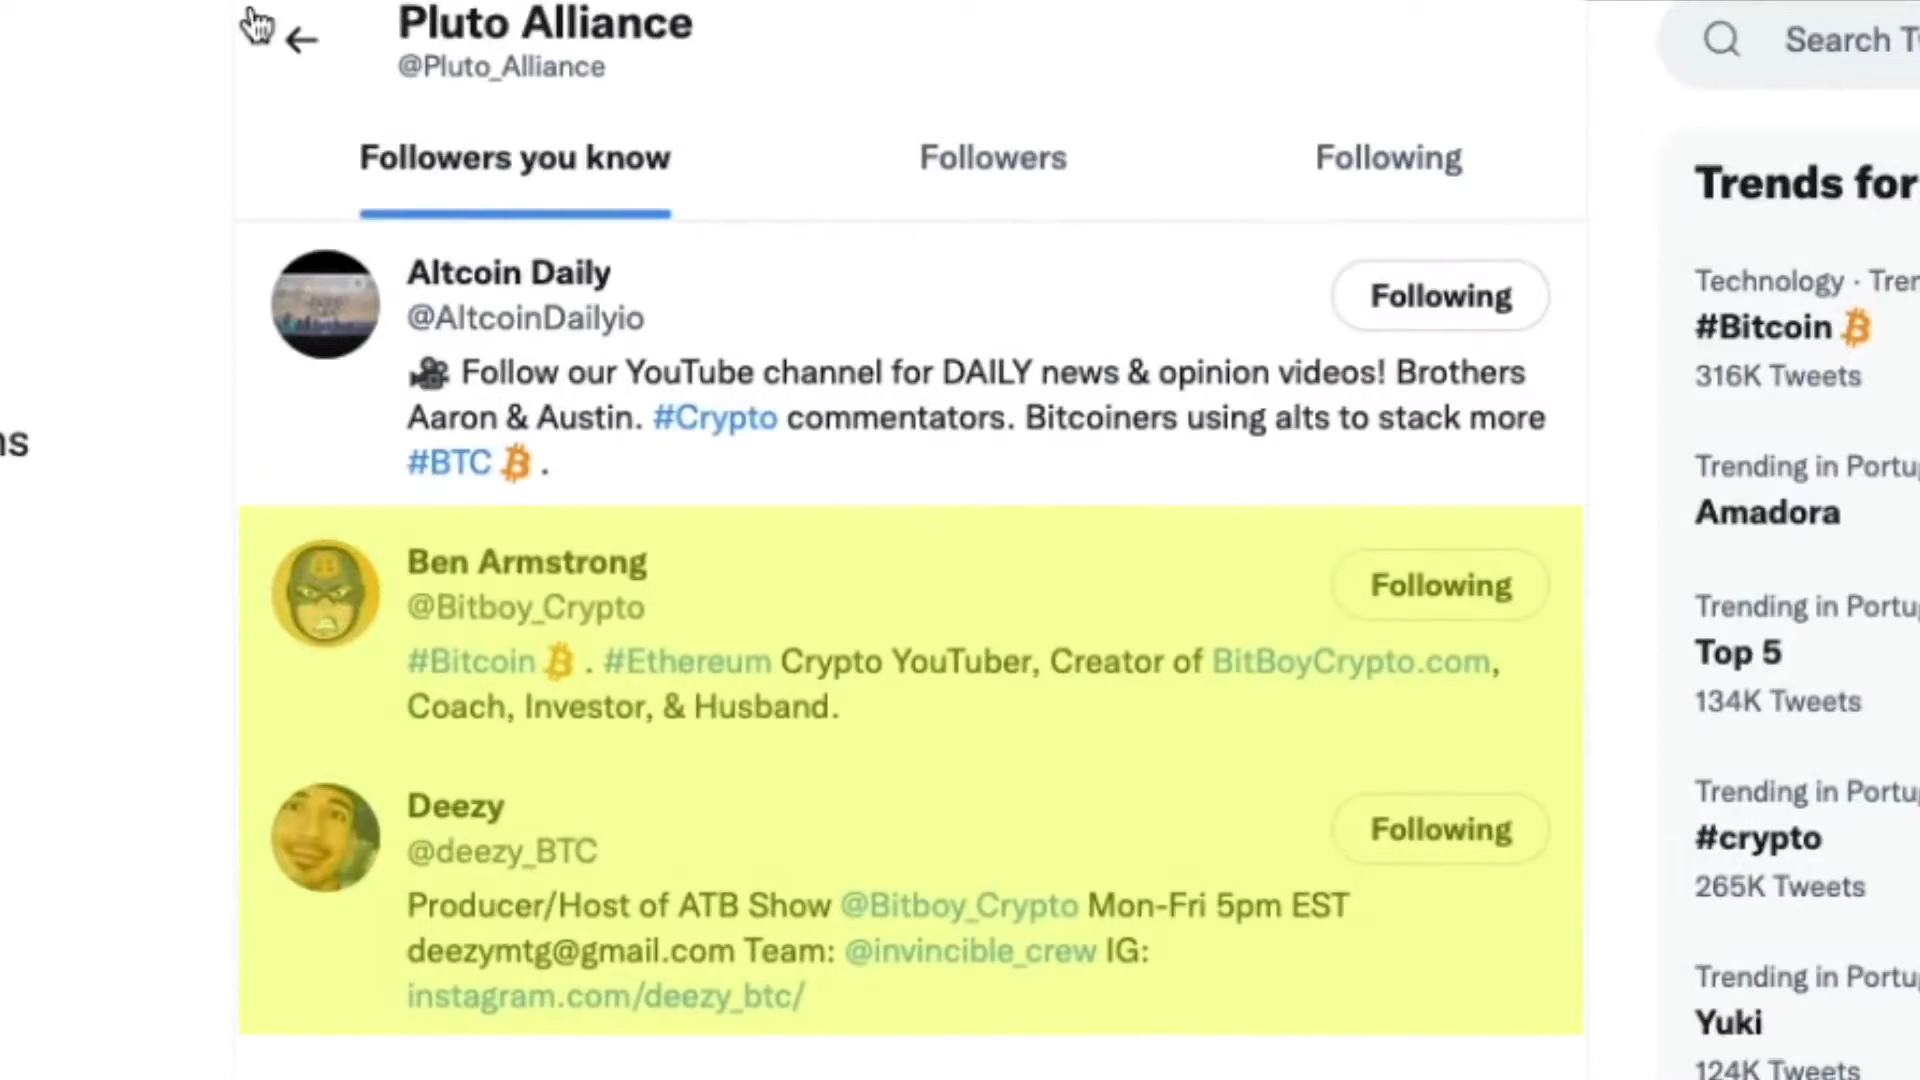 Pluto Alliance
@Pluto_Alliance
Search
Followers you know
Followers
Following
Altcoin Daily
@AltcoinDailyio
Following
Follow our YouTube channel for DAILY news & opinion videos! Brothers
Aaron & Austin. #Crypto commentators. Bitcoiners using alts to stack more
#BTC .
Ben Armstrong
@Bitboy_Crypto
Following
#Bitcoin . #Ethereum Crypto YouTuber, Creator of BitBoyCrypto.com,
Coach, Investor, & Husband.
Deezy
@deezy_BTC
Following
Producer/Host of ATB Show @Bitboy_Crypto Mon-Fri 5pm EST
deezymtg@gmail.com Team: @invincible_crew IG:
instagram.com/deezy_btc/
Trends for
Technology ·
#Bitcoin
316K Tweets
Trending in
Amadora
Trending in
Top 5
134K Tweets
Trending in
#crypto
265K Tweets
Trending in
Yuki
124K Tweets